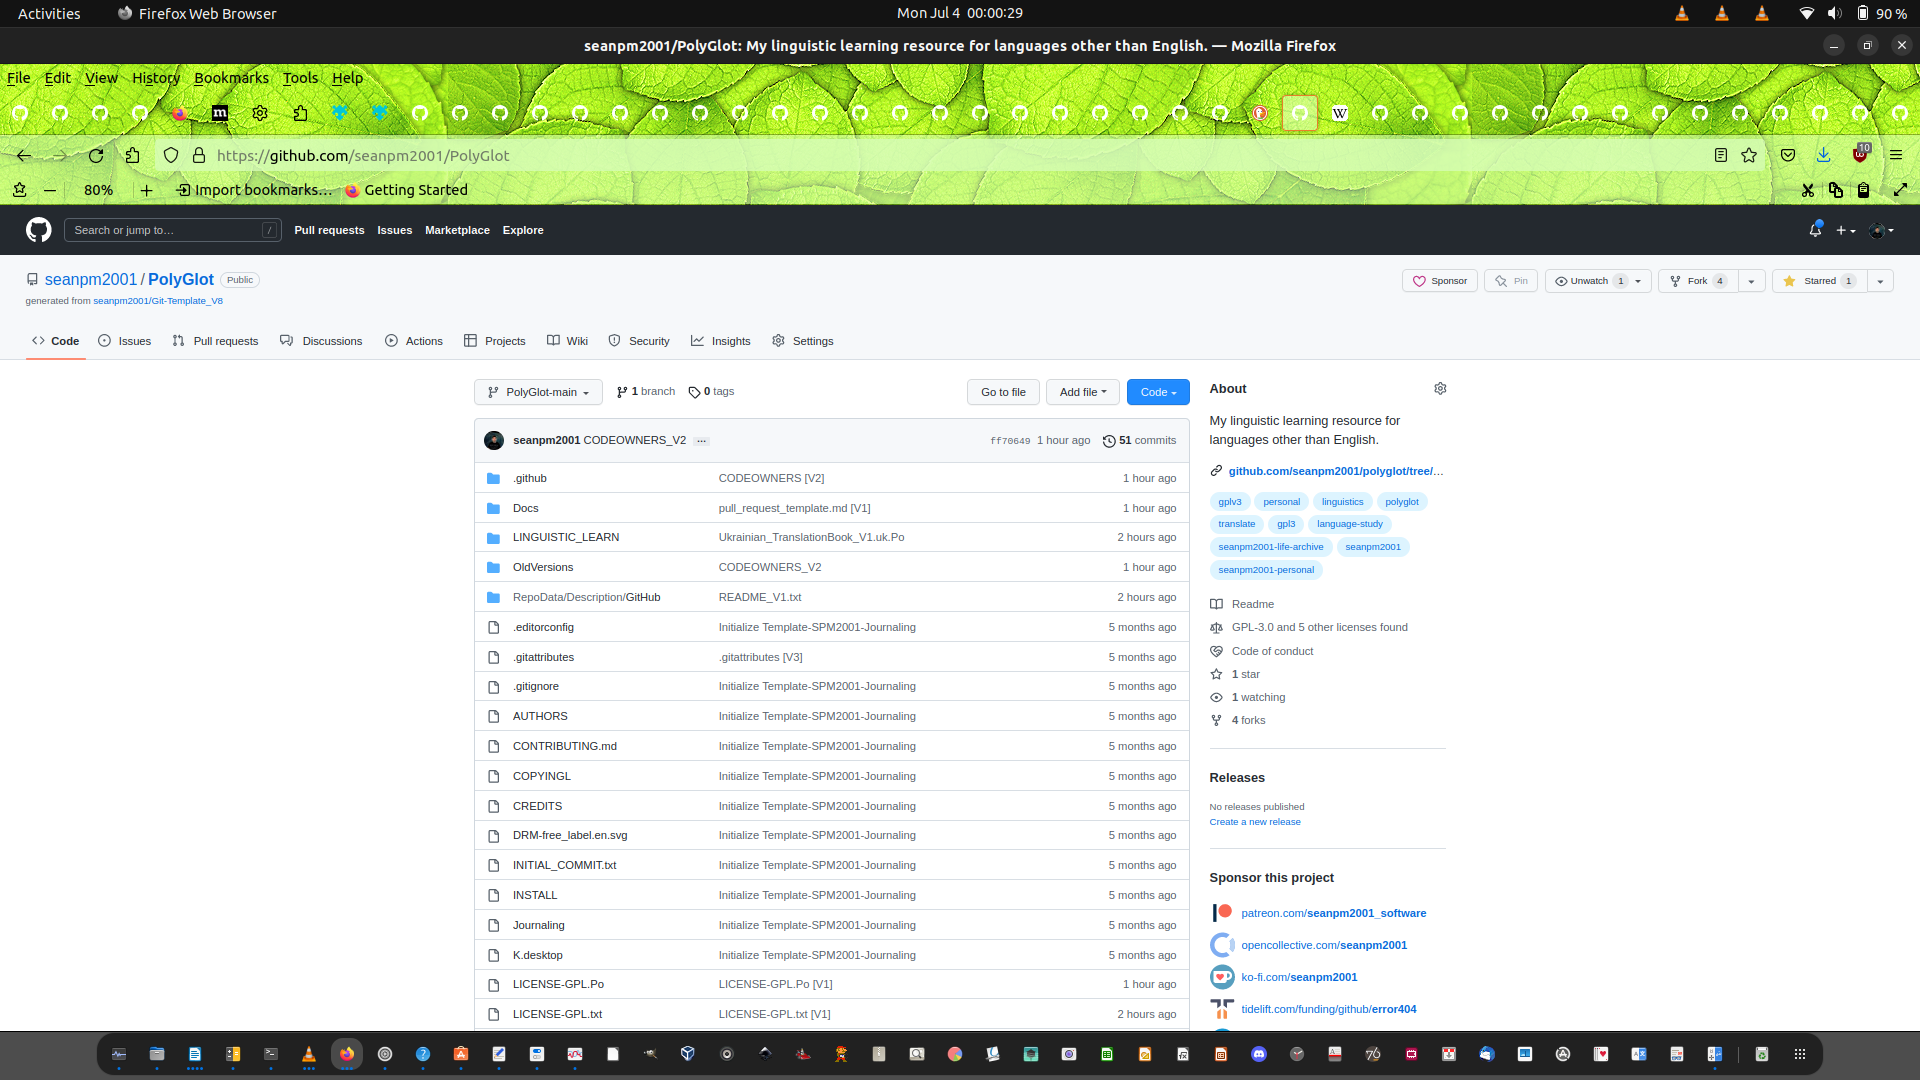 Activities Firefox Web Browser Mon Jul 4 00:00:29 90 %
seanpm2001/PolyGlot: My linguistic learning resource for languages other than English. — Mozilla Firefox
File Edit View History Bookmarks Tools Help
https://github.com/seanpm2001/PolyGlot 10
80% Import bookmarks… Getting Started
Search or jump to… / Pull requests Issues Marketplace Explore
seanpm2001 / PolyGlot Public Sponsor Pin Unwatch 1 Fork 4 Starred 1
generated from seanpm2001/Git-Template_V8
Code Issues Pull requests Discussions Actions Projects Wiki Security Insights Settings
PolyGlot-main 1 branch 0 tags Go to file Add file Code
seanpm2001 CODEOWNERS_V2 … ff70649 1 hour ago 51 commits
.github CODEOWNERS [V2] 1 hour ago
Docs pull_request_template.md [V1] 1 hour ago
LINGUISTIC_LEARN Ukrainian_TranslationBook_V1.uk.Po 2 hours ago
OldVersions CODEOWNERS_V2 1 hour ago
RepoData/Description/GitHub README_V1.txt 2 hours ago
.editorconfig Initialize Template-SPM2001-Journaling 5 months ago
.gitattributes .gitattributes [V3] 5 months ago
.gitignore Initialize Template-SPM2001-Journaling 5 months ago
AUTHORS Initialize Template-SPM2001-Journaling 5 months ago
CONTRIBUTING.md Initialize Template-SPM2001-Journaling 5 months ago
COPYINGL Initialize Template-SPM2001-Journaling 5 months ago
CREDITS Initialize Template-SPM2001-Journaling 5 months ago
DRM-free_label.en.svg Initialize Template-SPM2001-Journaling 5 months ago
INITIAL_COMMIT.txt Initialize Template-SPM2001-Journaling 5 months ago
INSTALL Initialize Template-SPM2001-Journaling 5 months ago
Journaling Initialize Template-SPM2001-Journaling 5 months ago
K.desktop Initialize Template-SPM2001-Journaling 5 months ago
LICENSE-GPL.Po LICENSE-GPL.Po [V1] 1 hour ago
LICENSE-GPL.txt LICENSE-GPL.txt [V1] 2 hours ago
About
My linguistic learning resource for
languages other than English.
github.com/seanpm2001/polyglot/tree/…
gplv3 personal linguistics polyglot
translate gpl3 language-study
seanpm2001-life-archive seanpm2001
seanpm2001-personal
Readme
GPL-3.0 and 5 other licenses found
Code of conduct
1 star
1 watching
4 forks
Releases
No releases published
Create a new release
Sponsor this project
patreon.com/seanpm2001_software
opencollective.com/seanpm2001
ko-fi.com/seanpm2001
tidelift.com/funding/github/error404